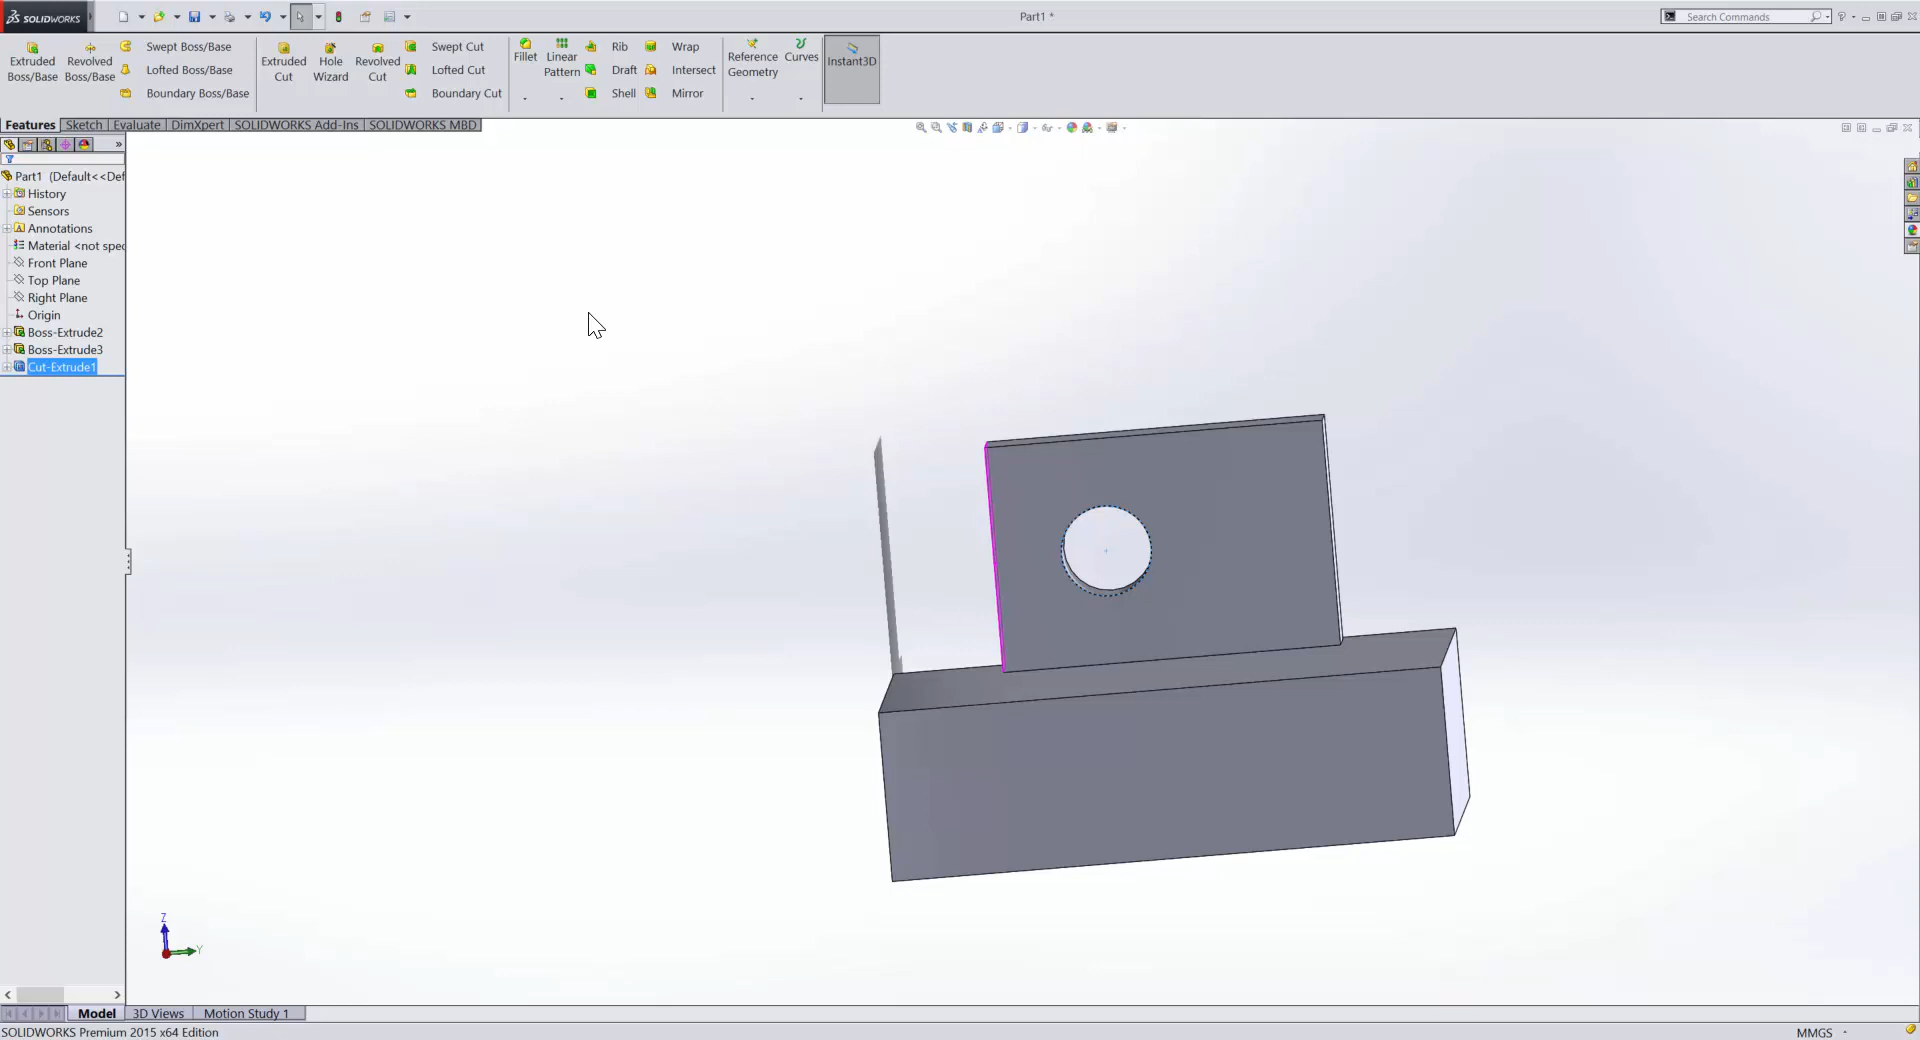 SOLIDWORKS
Part1 *
Search Commands
Extruded Boss/Base
Revolved Boss/Base
Swept Boss/Base
Lofted Boss/Base
Boundary Boss/Base
Extruded Cut
Hole Wizard
Revolved Cut
Swept Cut
Lofted Cut
Boundary Cut
Fillet
Linear Pattern
Rib
Draft
Shell
Wrap
Intersect
Mirror
Reference Geometry
Curves
Instant3D
Features Sketch Evaluate DimXpert SOLIDWORKS Add-Ins SOLIDWORKS MBD
Part1 (Default<<Def
History
Sensors
Annotations
Material <not spec
Front Plane
Top Plane
Right Plane
Origin
Boss-Extrude2
Boss-Extrude3
Cut-Extrude1
Z
Y
Model 3D Views Motion Study 1
SOLIDWORKS Premium 2015 x64 Edition
MMGS